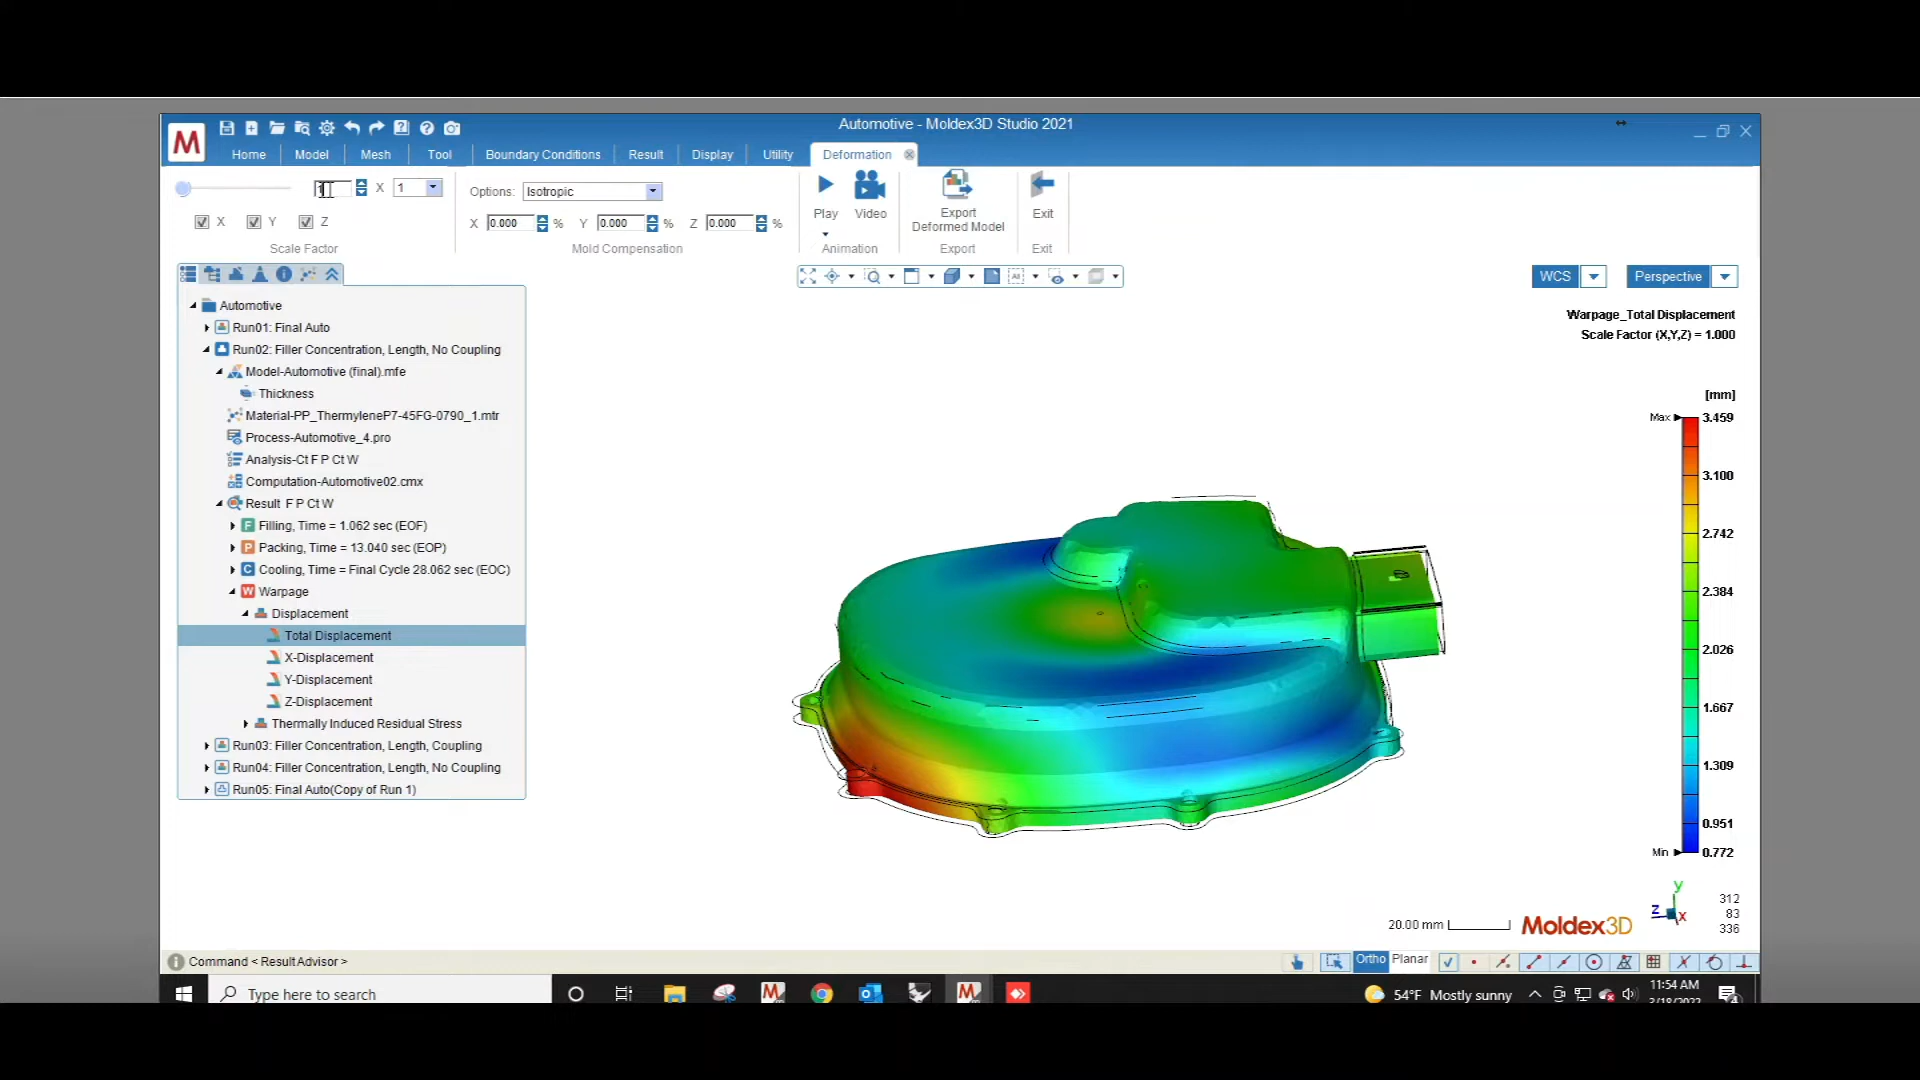 Automotive - Moldex3D Studio 2021
M
Home Model Mesh Tool Boundary Conditions Result Display Utility Deformation
X 1 Options: Isotropic Play Video Export Deformed Model Exit
X Y Z X 0.000 % Y 0.000 % Z 0.000 %
Scale Factor Mold Compensation Animation Export Exit
WCS Perspective
Automotive
Run01: Final Auto
Run02: Filler Concentration, Length, No Coupling
Model-Automotive (final).mfe
Thickness
Material-PP_ThermyleneP7-45FG-0790_1.mtr
Process-Automotive_4.pro
Analysis-Ct F P Ct W
Computation-Automotive02.cmx
Result F P Ct W
F Filling, Time = 1.062 sec (EOF)
P Packing, Time = 13.040 sec (EOP)
C Cooling, Time = Final Cycle 28.062 sec (EOC)
W Warpage
Displacement
Total Displacement
X-Displacement
Y-Displacement
Z-Displacement
Thermally Induced Residual Stress
Run03: Filler Concentration, Length, Coupling
Run04: Filler Concentration, Length, No Coupling
Run05: Final Auto(Copy of Run 1)
Warpage_Total Displacement
Scale Factor (X,Y,Z) = 1.000
[mm]
Max 3.459
3.100
2.742
2.384
2.026
1.667
1.309
0.951
Min 0.772
y
z x
312
83
336
20.00 mm
Moldex3D
Command < Result Advisor >
Ortho Planar
Type here to search
54°F Mostly sunny
11:54 AM